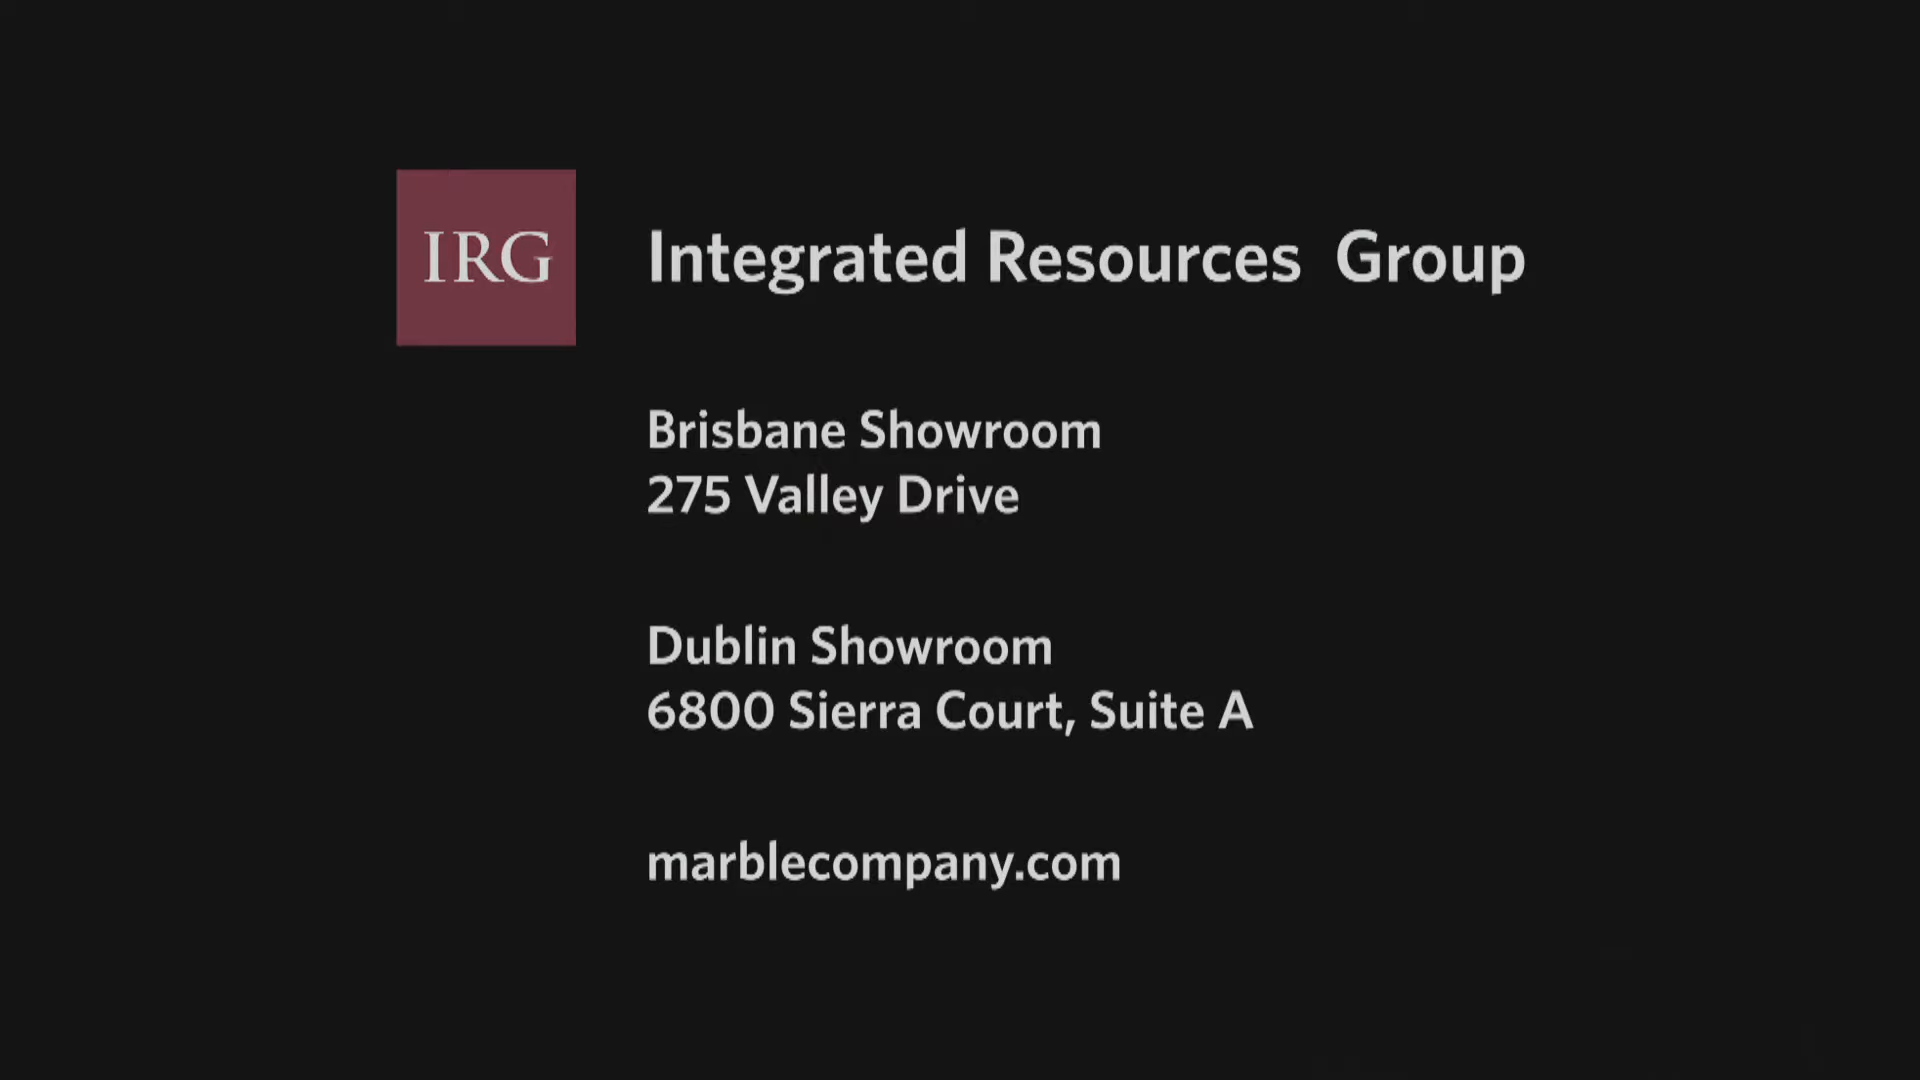 IRG
Integrated Resources Group
Brisbane Showroom
275 Valley Drive
Dublin Showroom
6800 Sierra Court, Suite A
marblecompany.com